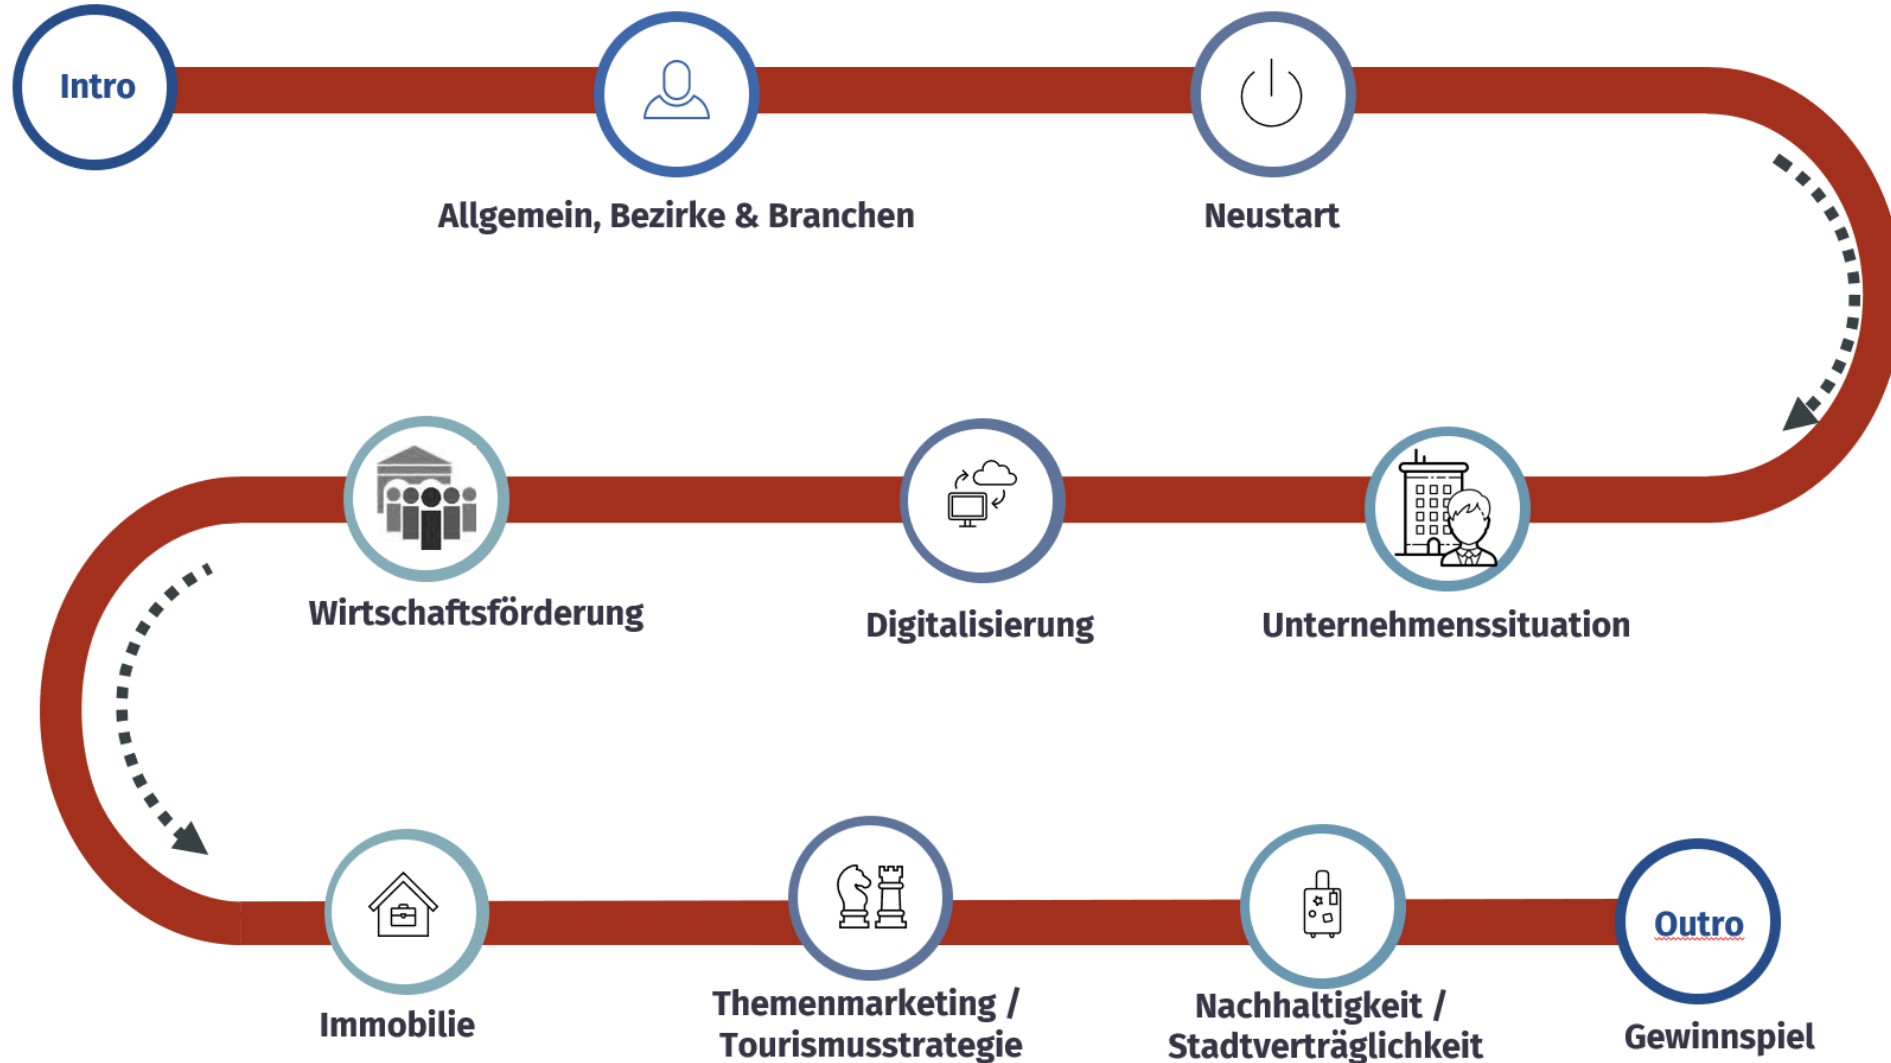 Intro
Allgemein, Bezirke & Branchen
Neustart
Unternehmenssituation
Digitalisierung
Wirtschaftsförderung
Immobilie
Themenmarketing /
Tourismusstrategie
Nachhaltigkeit /
Stadtverträglichkeit
Outro
Gewinnspiel